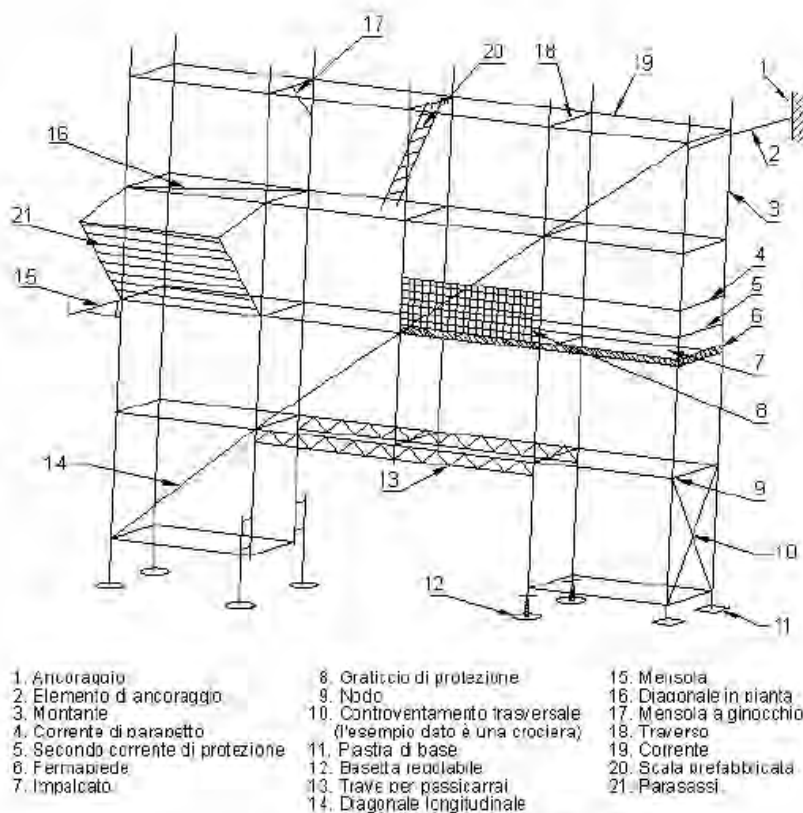 17
20
18
19
1
2
16
3
21
4
15
5
6
7
8
14
13
9
10
12
11
1. Ancoraggio
2. Elemento di ancoraggio
3. Montante
4. Corrente di parapetto
5. Secondo corrente di protezione
6. Fermapiede
7. Impalcato
8. Graticcio di protezione
9. Nodo
10. Controventamento trasversale
(l'esempio dato è una crociera)
11. Piastra di base
12. Basetta regolabile
13. Trave per passicarrai
14. Diagonale longitudinale
15. Mensola
16. Diagonale in pianta
17. Mensola a ginocchio
18. Traverso
19. Corrente
20. Scala prefabbricata
21. Parasassi